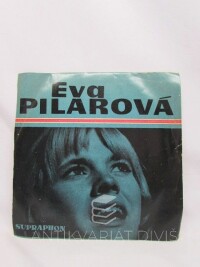 Eva
PILAROVÁ
SUPRAPHON
ANTIKVARIÁT DIVIŠ